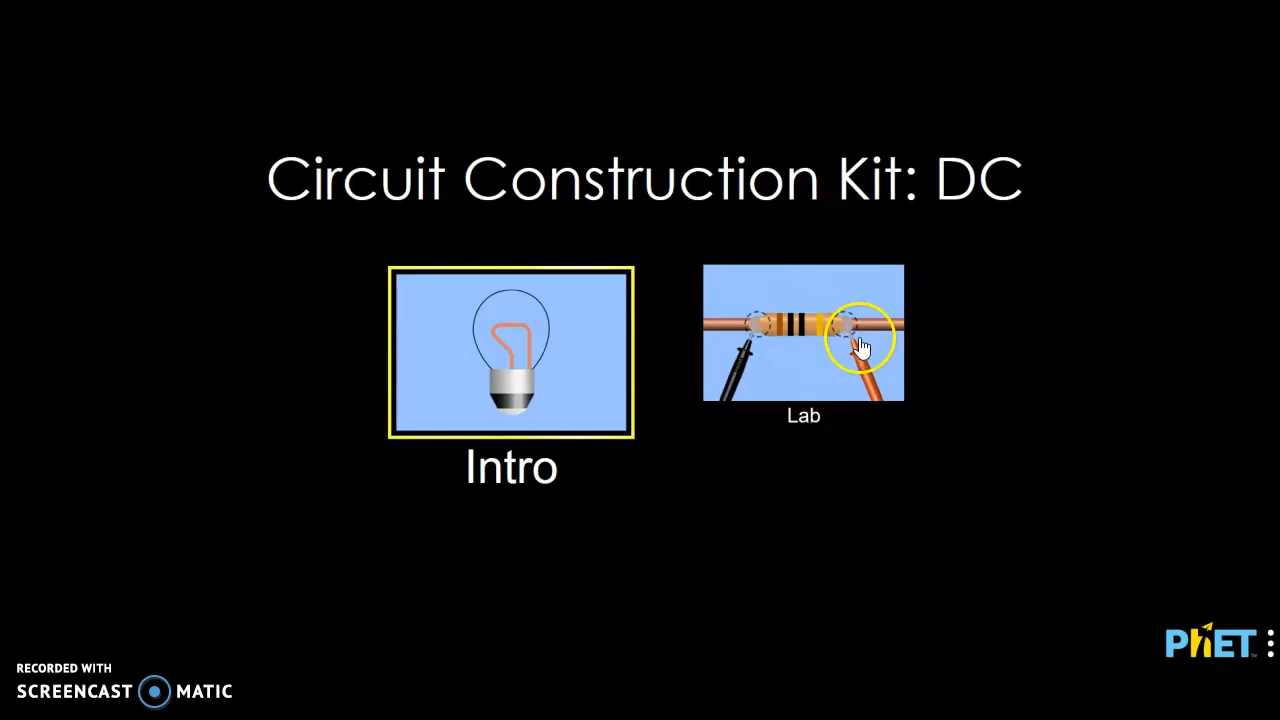 Circuit Construction Kit: DC
Lab
Intro
PhET
RECORDED WITH
SCREENCAST MATIC